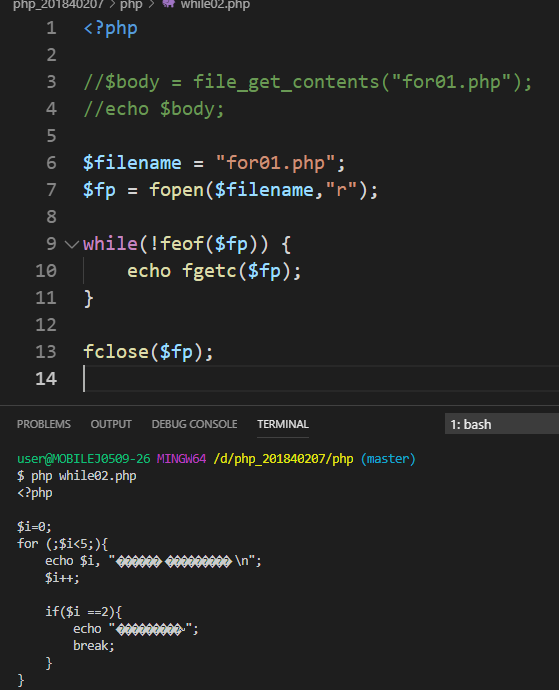 php_201840207 > php > while02.php
1 <?php
2
3 //$body = file_get_contents("for01.php");
4 //echo $body;
5
6 $filename = "for01.php";
7 $fp = fopen($filename,"r");
8
9 while(!feof($fp)) {
10 echo fgetc($fp);
11 }
12
13 fclose($fp);
14
PROBLEMS OUTPUT DEBUG CONSOLE TERMINAL 1: bash
user@MOBILEJ0509-26 MINGW64 /d/php_201840207/php (master)
$ php while02.php
<?php
$i=0;
for (;$i<5;){
echo $i, "������ ���������\n";
$i++;
if($i ==2){
echo "���������~";
break;
}
}